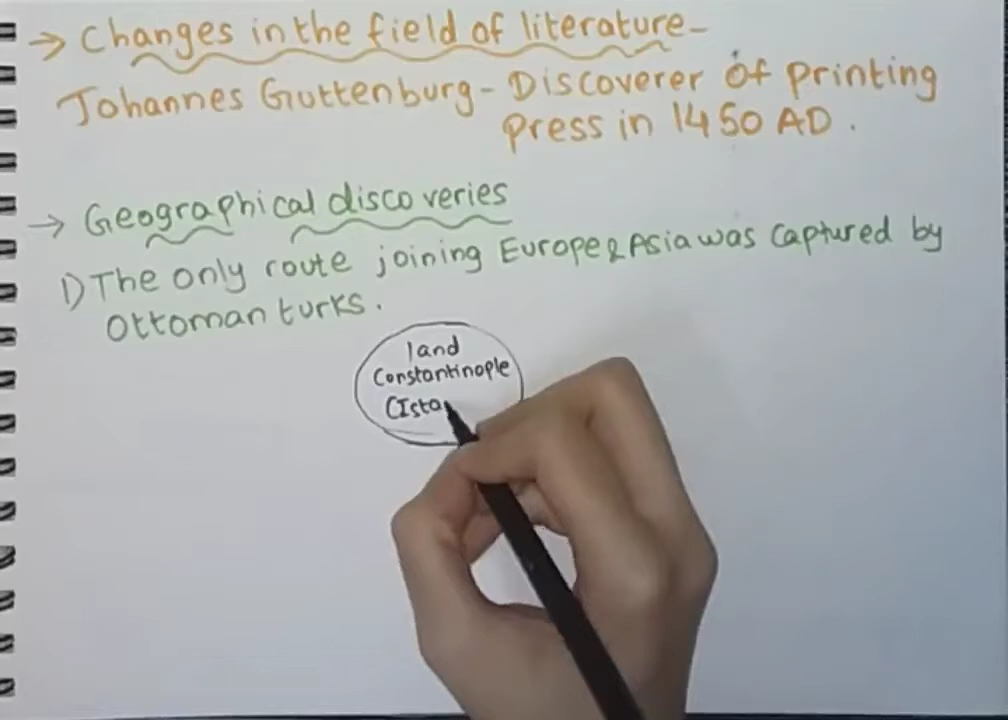 → Changes in the field of literature-
Johannes Guttenburg - Discoverer of printing
press in 1450 AD.
→ Geographical discoveries
1) The only route joining Europe & Asia was captured by
Ottoman turks.
land
Constantinople
(Ista